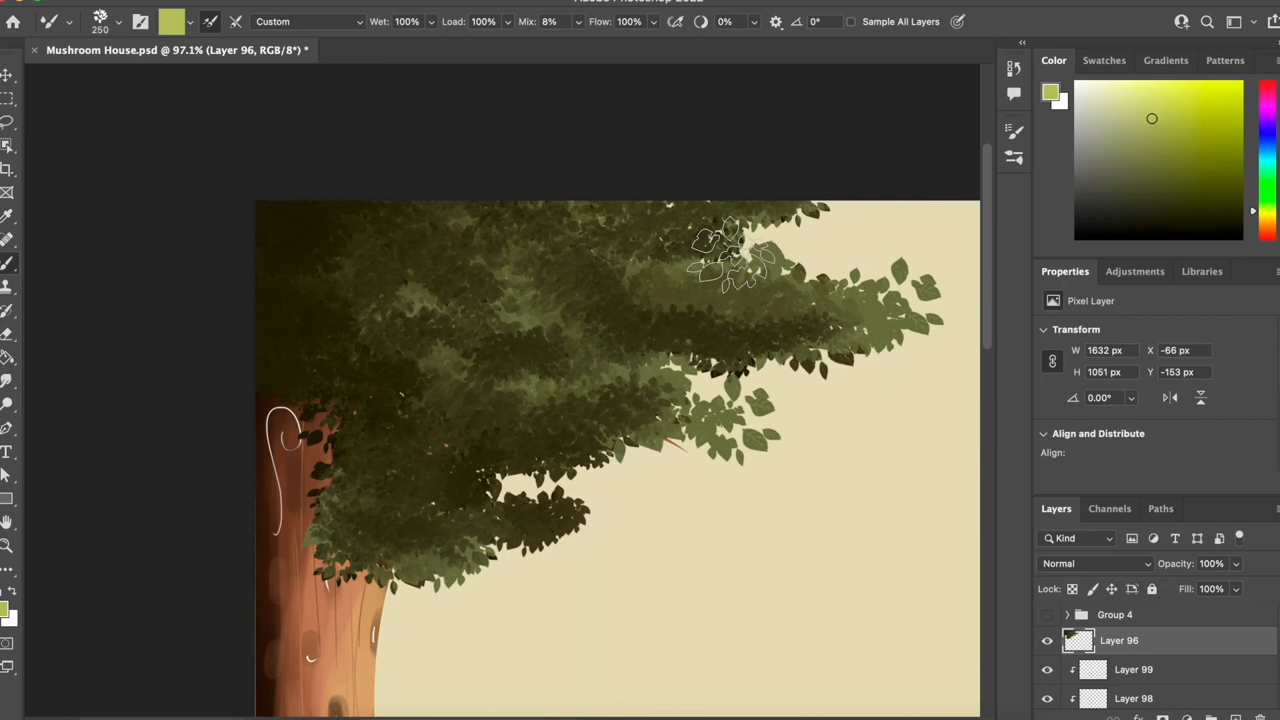 Adobe Photoshop 2022
250
Custom
Wet: 100%
Load: 100%
Mix: 8%
Flow: 100%
0%
0°
Sample All Layers
Mushroom House.psd @ 97.1% (Layer 96, RGB/8*) *
Color
Swatches
Gradients
Patterns
Properties
Adjustments
Libraries
Pixel Layer
Transform
W 1632 px X -66 px
H 1051 px Y -153 px
0.00°
Align and Distribute
Align:
Layers
Channels
Paths
Kind
Normal
Opacity: 100%
Lock:
Fill: 100%
Group 4
Layer 96
Layer 99
Layer 98